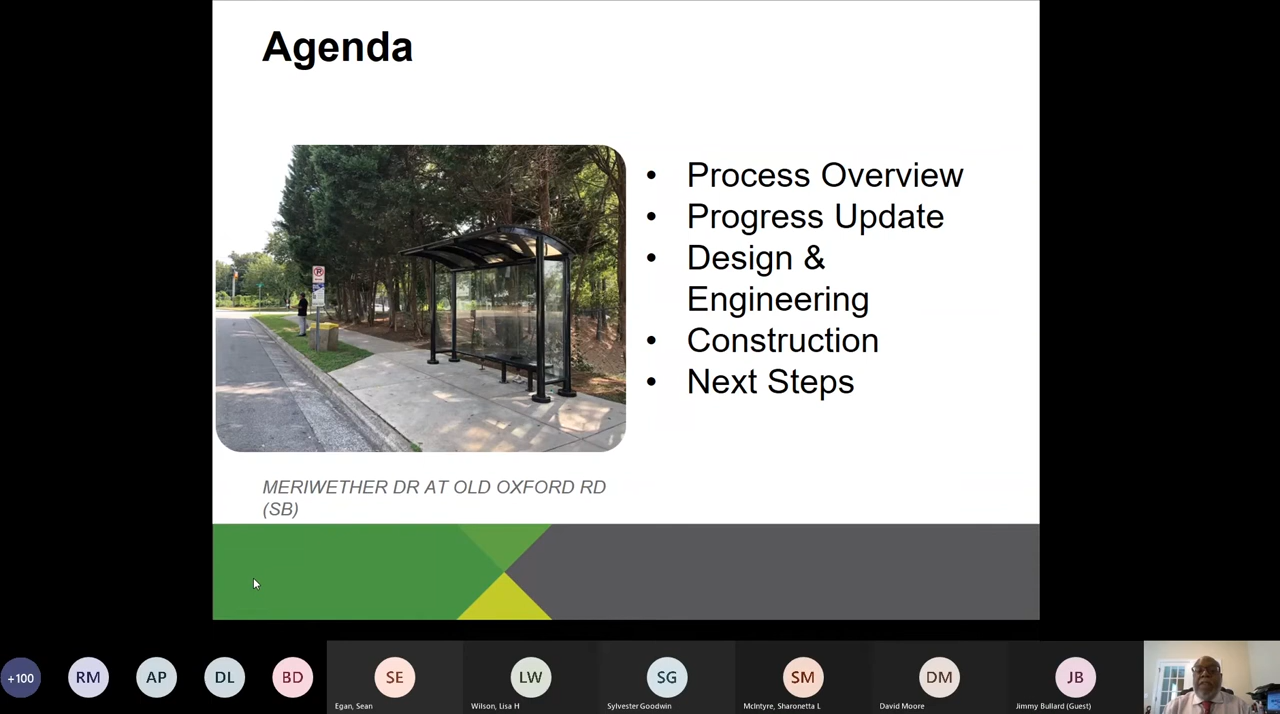 Agenda
• Process Overview
• Progress Update
• Design &
Engineering
• Construction
• Next Steps
MERIWETHER DR AT OLD OXFORD RD
(SB)
+100
RM
AP
DL
BD
SE
LW
SG
SM
DM
JB
Egan, Sean
Wilson, Lisa H
Sylvester Goodwin
McIntyre, Sharonetta L
David Moore
Jimmy Bullard (Guest)